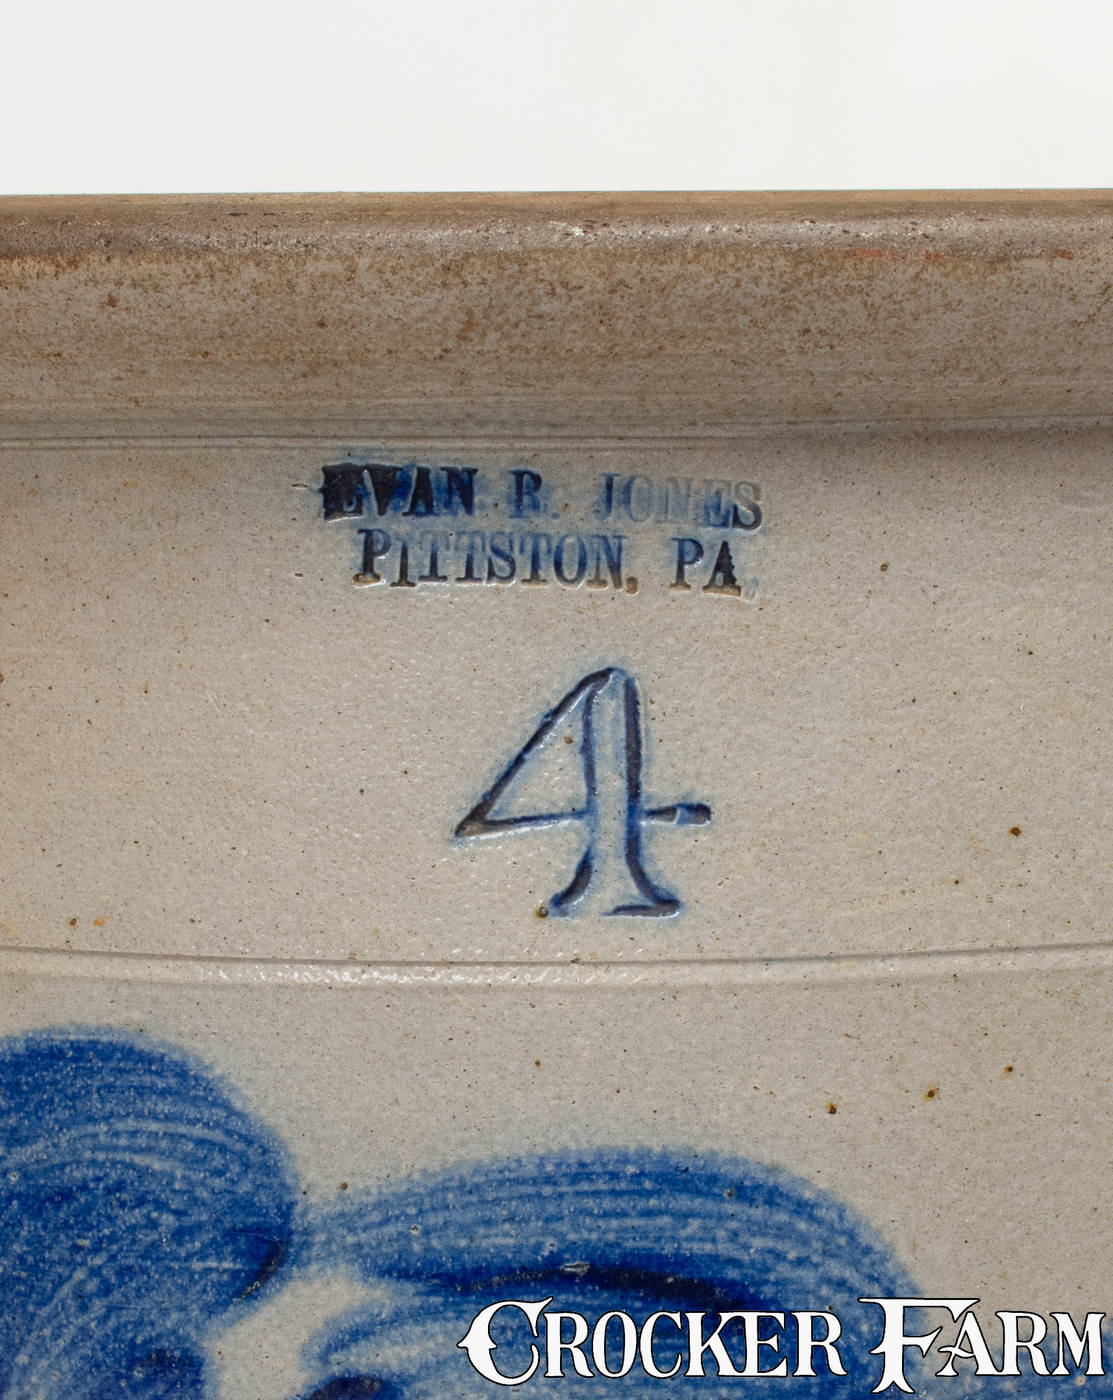 EVAN R. JONES
PITTSTON, PA.
4
CROCKER FARM